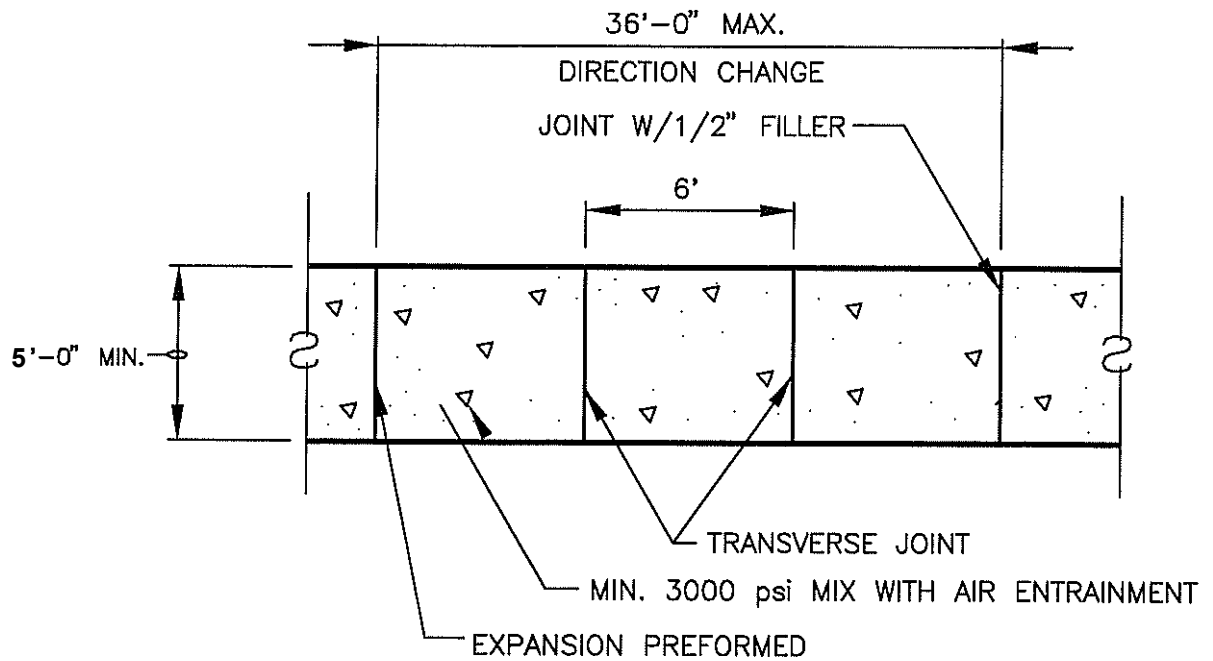 36'-0" MAX.
DIRECTION CHANGE
JOINT W/1/2" FILLER
6'
5'-0" MIN.
TRANSVERSE JOINT
MIN. 3000 psi MIX WITH AIR ENTRAINMENT
EXPANSION PREFORMED